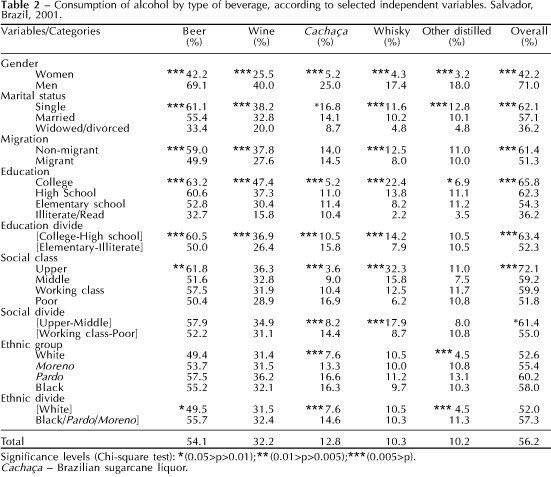 Table 2 – Consumption of alcohol by type of beverage, according to selected independent variables. Salvador,
Brazil, 2001.
Variables/Categories Beer Wine Cachaça Whisky Other distilled Overall
(%) (%) (%) (%) (%) (%)
Gender
Women ***42.2 ***25.5 ***5.2 ***4.3 ***3.2 ***42.2
Men 69.1 40.0 25.0 17.4 18.0 71.0
Marital status
Single ***61.1 ***38.2 *16.8 ***11.6 ***12.8 ***62.1
Married 55.4 32.8 14.1 10.2 10.1 57.1
Widowed/divorced 33.4 20.0 8.7 4.8 4.8 36.2
Migration
Non-migrant ***59.0 ***37.8 14.0 ***12.5 11.0 ***61.4
Migrant 49.9 27.6 14.5 8.0 10.0 51.3
Education
College ***63.2 ***47.4 ***5.2 ***22.4 *6.9 ***65.8
High School 60.6 37.3 11.0 13.8 11.1 62.3
Elementary school 52.8 30.4 11.4 8.2 11.2 54.3
Illiterate/Read 32.7 15.8 10.4 2.2 3.5 36.2
Education divide
[College-High school] ***60.5 ***36.9 ***10.5 ***14.2 10.5 ***63.4
[Elementary-Illiterate] 50.0 26.4 15.8 7.9 10.5 52.3
Social class
Upper **61.8 36.3 ***3.6 ***32.3 11.0 ***72.1
Middle 51.6 32.8 9.0 15.8 7.5 59.2
Working class 57.5 31.9 10.4 12.5 11.7 59.9
Poor 50.4 28.9 16.9 6.2 10.8 51.8
Social divide
[Upper-Middle] 57.9 34.9 ***8.2 ***17.9 8.0 *61.4
[Working class-Poor] 52.2 31.1 14.4 8.7 10.8 55.0
Ethnic group
White 49.4 31.4 ***7.6 10.5 ***4.5 52.6
Moreno 53.7 31.5 13.3 10.0 10.8 55.4
Pardo 57.5 36.2 16.6 11.2 13.1 60.2
Black 55.2 32.1 16.3 9.7 10.3 58.0
Ethnic divide
[White] *49.5 31.5 ***7.6 10.5 ***4.5 52.0
Black/Pardo/Moreno] 55.7 32.4 14.6 10.3 11.3 57.3
Total 54.1 32.2 12.8 10.3 10.2 56.2
Significance levels (Chi-square test): *(0.05>p>0.01);**(0.01>p>0.005);***(0.005>p).
Cachaça – Brazilian sugarcane liquor.